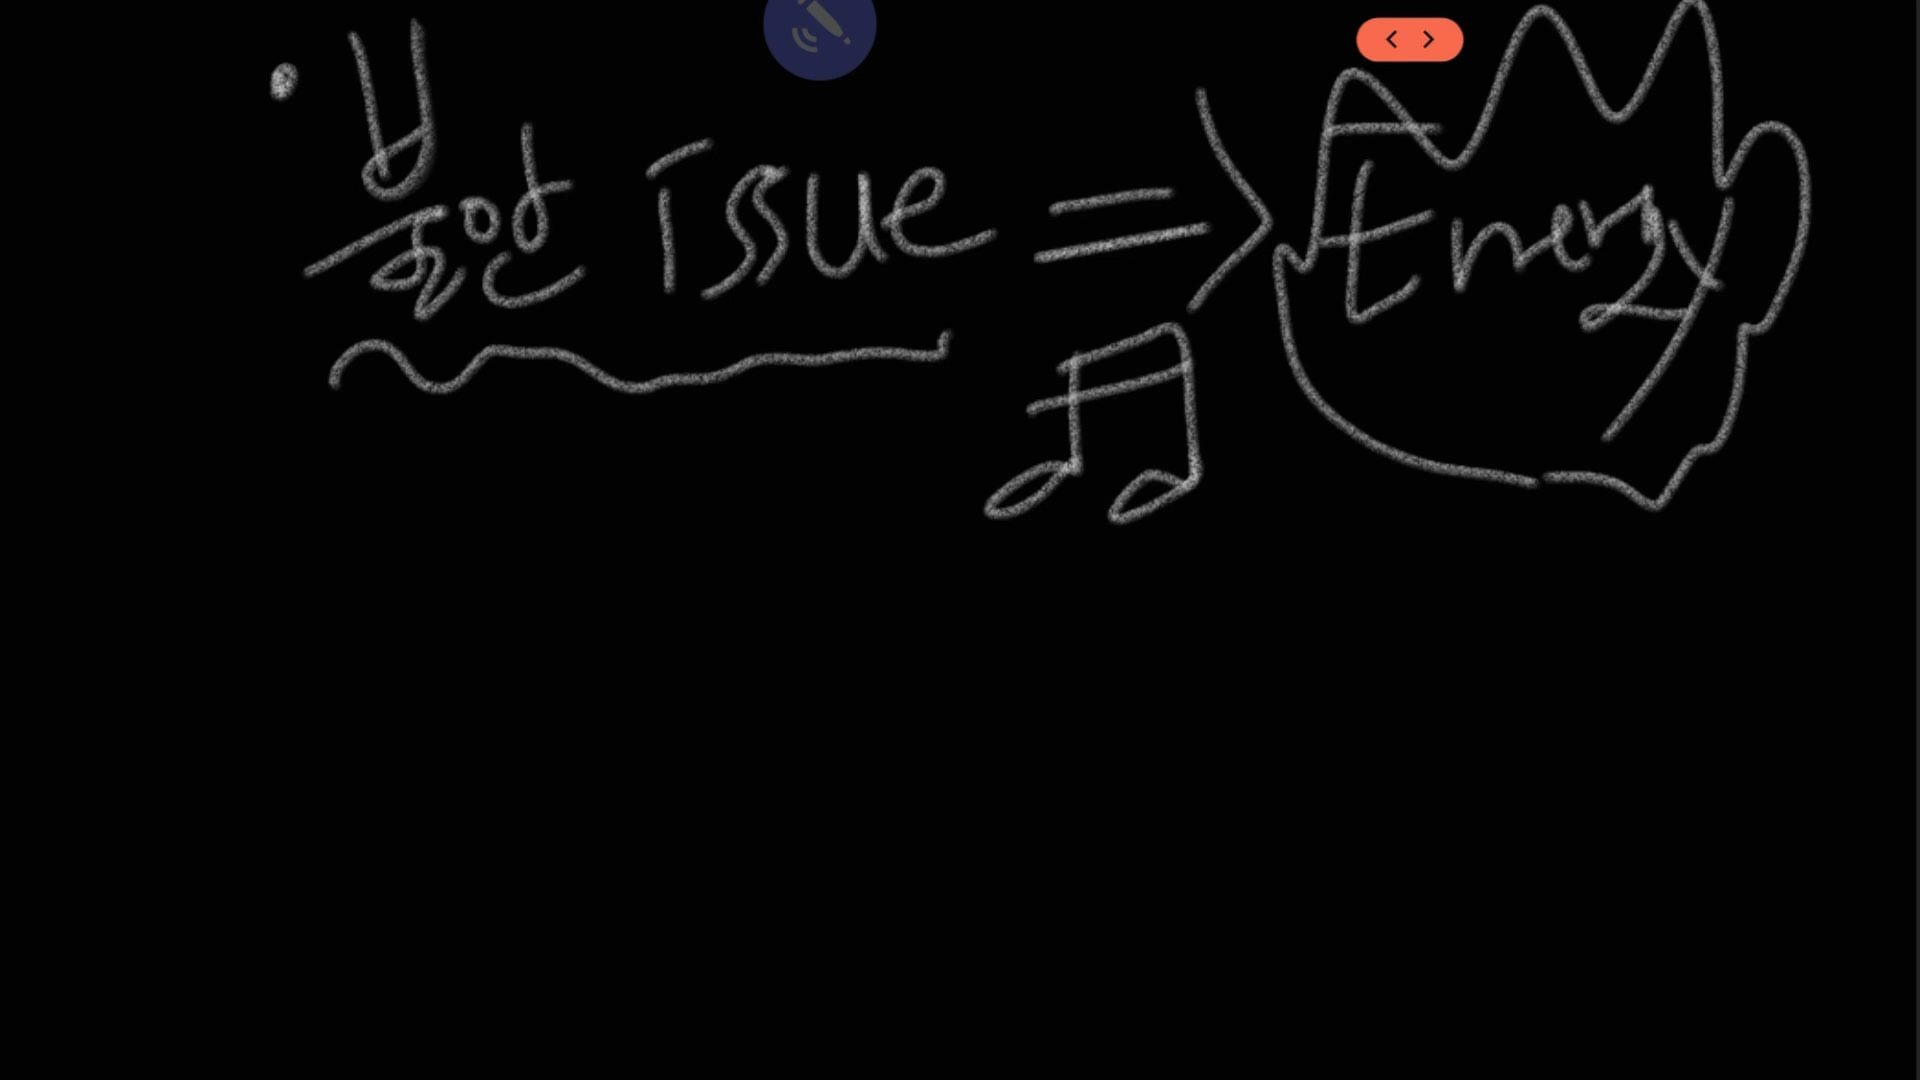 • 불안 issue => Energy